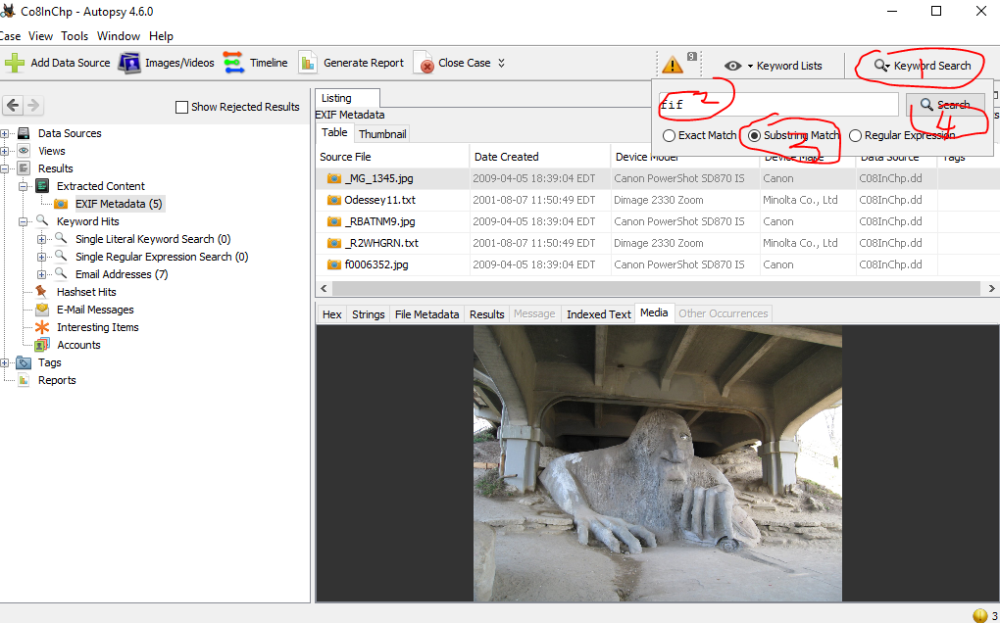 Co8InChp - Autopsy 4.6.0
Case View Tools Window Help
Add Data Source Images/Videos Timeline Generate Report Close Case 9 Keyword Lists Keyword Search
1
fif Search
2
4
Exact Match Substring Match Regular Expression
3
Show Rejected Results
Data Sources
Views
Results
Extracted Content
EXIF Metadata (5)
Keyword Hits
Single Literal Keyword Search (0)
Single Regular Expression Search (0)
Email Addresses (7)
Hashset Hits
E-Mail Messages
Interesting Items
Accounts
Tags
Reports
Listing
EXIF Metadata
Table Thumbnail
Source File Date Created Device Model Device Make Data Source Tags
_MG_1345.jpg 2009-04-05 18:39:04 EDT Canon PowerShot SD870 IS Canon C08InChp.dd
Odessey11.txt 2001-08-07 11:50:49 EDT Dimage 2330 Zoom Minolta Co., Ltd C08InChp.dd
_RBATNM9.jpg 2009-04-05 18:39:04 EDT Canon PowerShot SD870 IS Canon C08InChp.dd
_R2WHGRN.txt 2001-08-07 11:50:49 EDT Dimage 2330 Zoom Minolta Co., Ltd C08InChp.dd
f0006352.jpg 2009-04-05 18:39:04 EDT Canon PowerShot SD870 IS Canon C08InChp.dd
Hex Strings File Metadata Results Message Indexed Text Media Other Occurrences
3